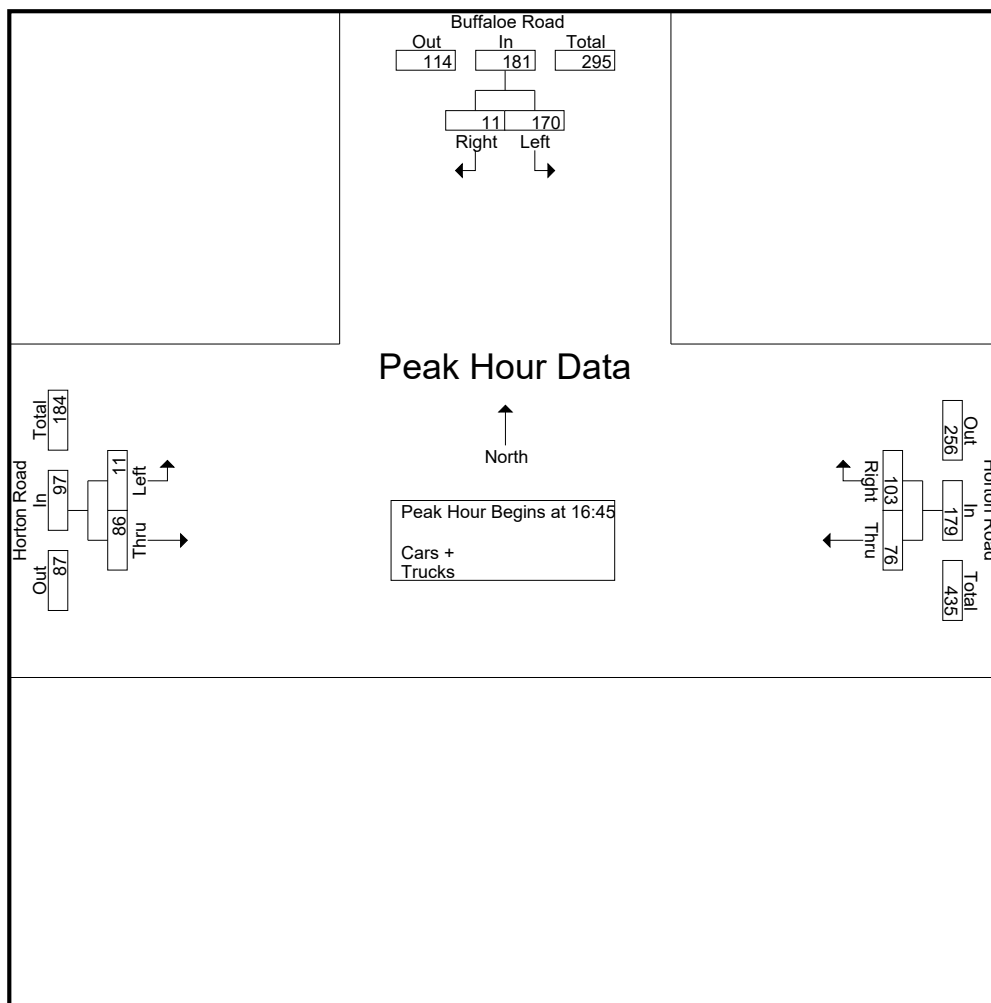 Buffaloe Road
Out In Total
114 181 295
11 170
Right Left
Peak Hour Data
North
Peak Hour Begins at 16:45
Cars +
Trucks
Horton Road
Total In Out
184 97 87
11 86
Left Thru
Horton Road
Out In Total
256 179 435
103 76
Right Thru